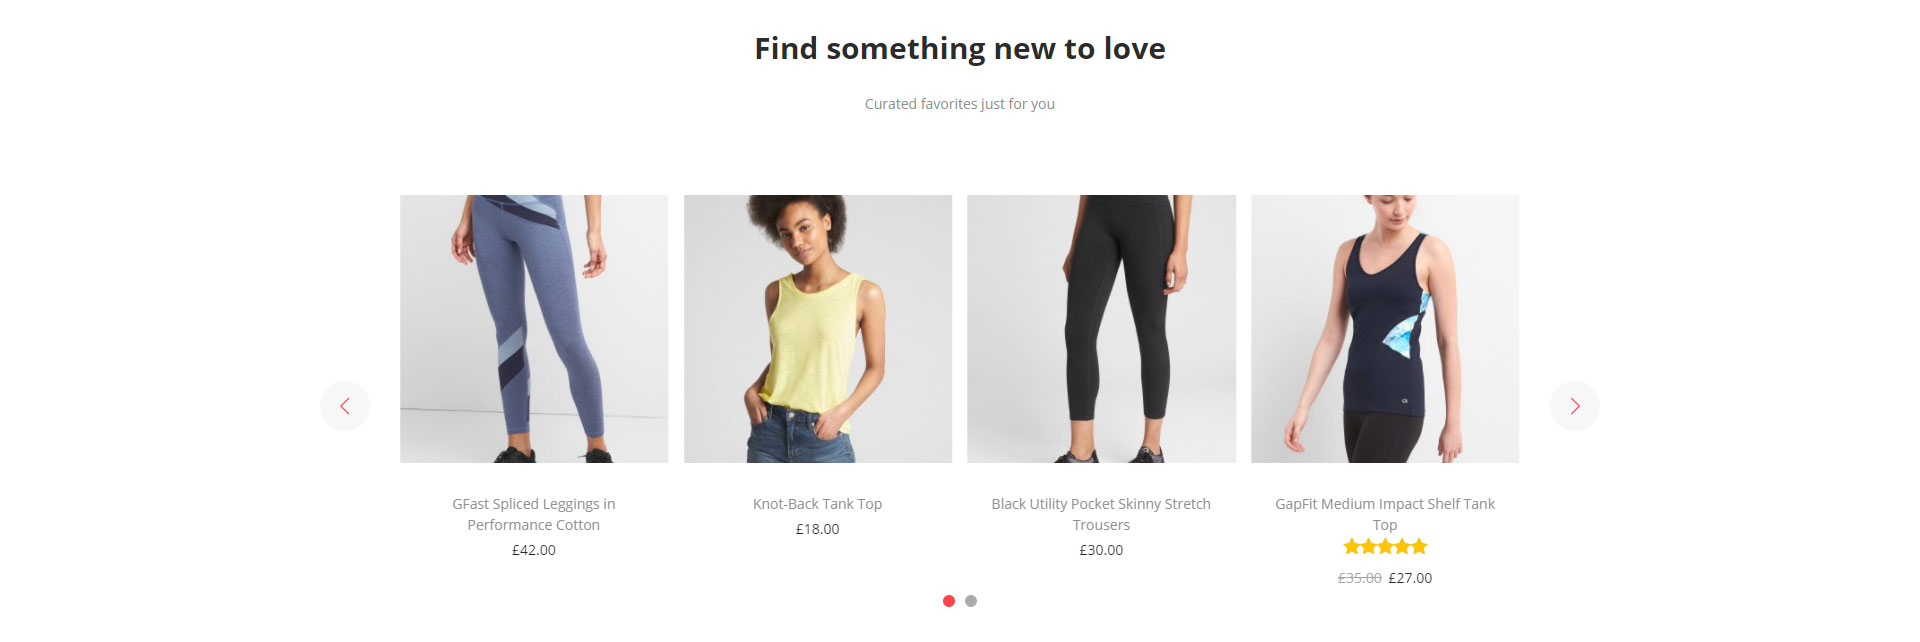 Find something new to love
Curated favorites just for you
GFast Spliced Leggings in
Performance Cotton
£42.00
Knot-Back Tank Top
£18.00
Black Utility Pocket Skinny Stretch
Trousers
£30.00
GapFit Medium Impact Shelf Tank
Top
£35.00 £27.00